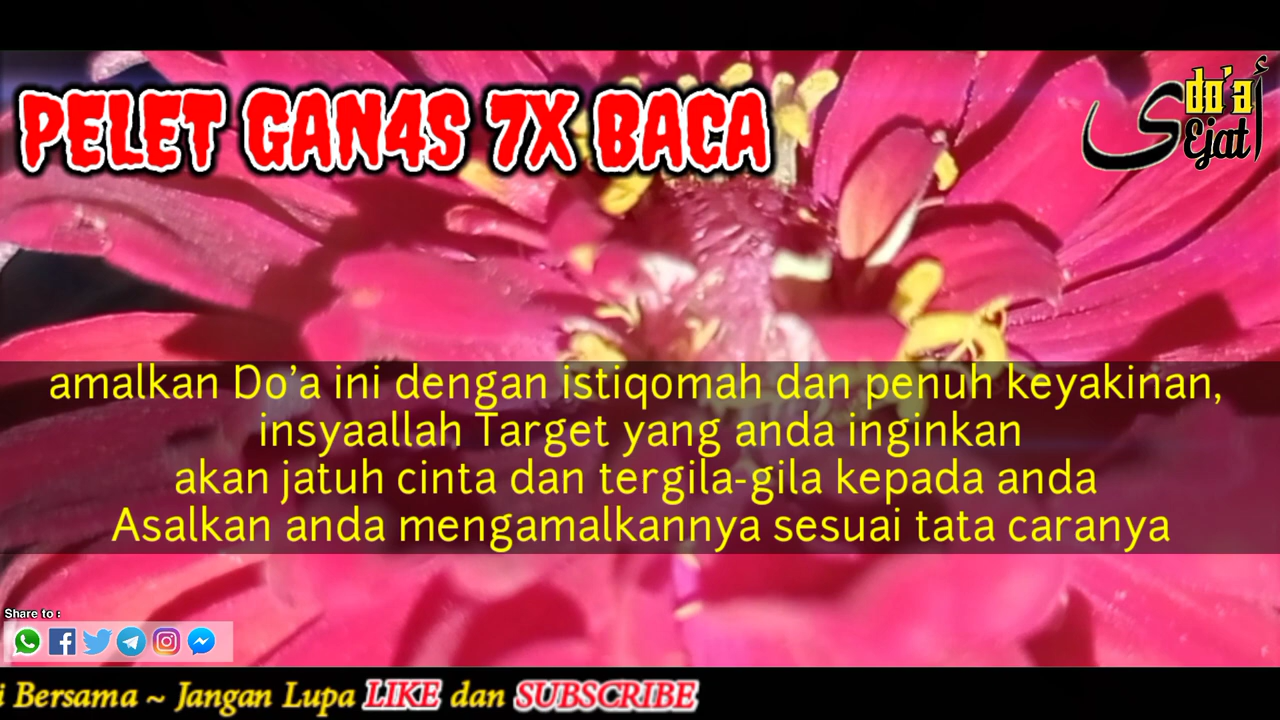 PELET GAN4S 7X BACA
do'a
Ejati
amalkan Do'a ini dengan istiqomah dan penuh keyakinan,
insyaallah Target yang anda inginkan
akan jatuh cinta dan tergila-gila kepada anda
Asalkan anda mengamalkannya sesuai tata caranya
Share to :
i Bersama ~ Jangan Lupa LIKE dan SUBSCRIBE